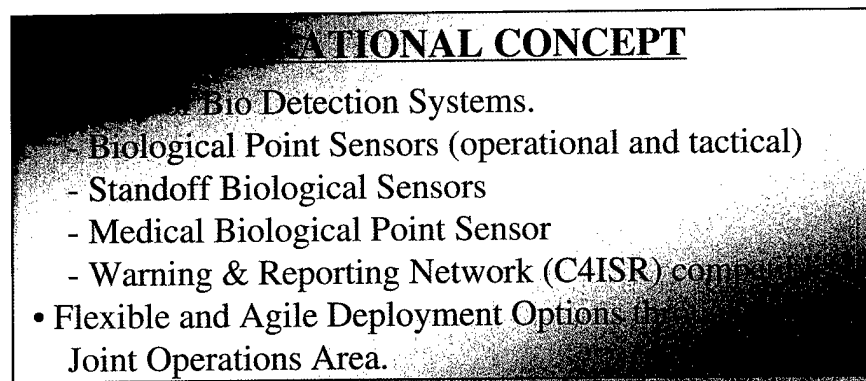 CONCEPT
Bio Detection Systems.
- Biological Point Sensors (operational and tactical)
- Standoff Biological Sensors
- Medical Biological Point Sensor
- Warning & Reporting Network (C4ISR)
• Flexible and Agile Deployment Options
Joint Operations Area.